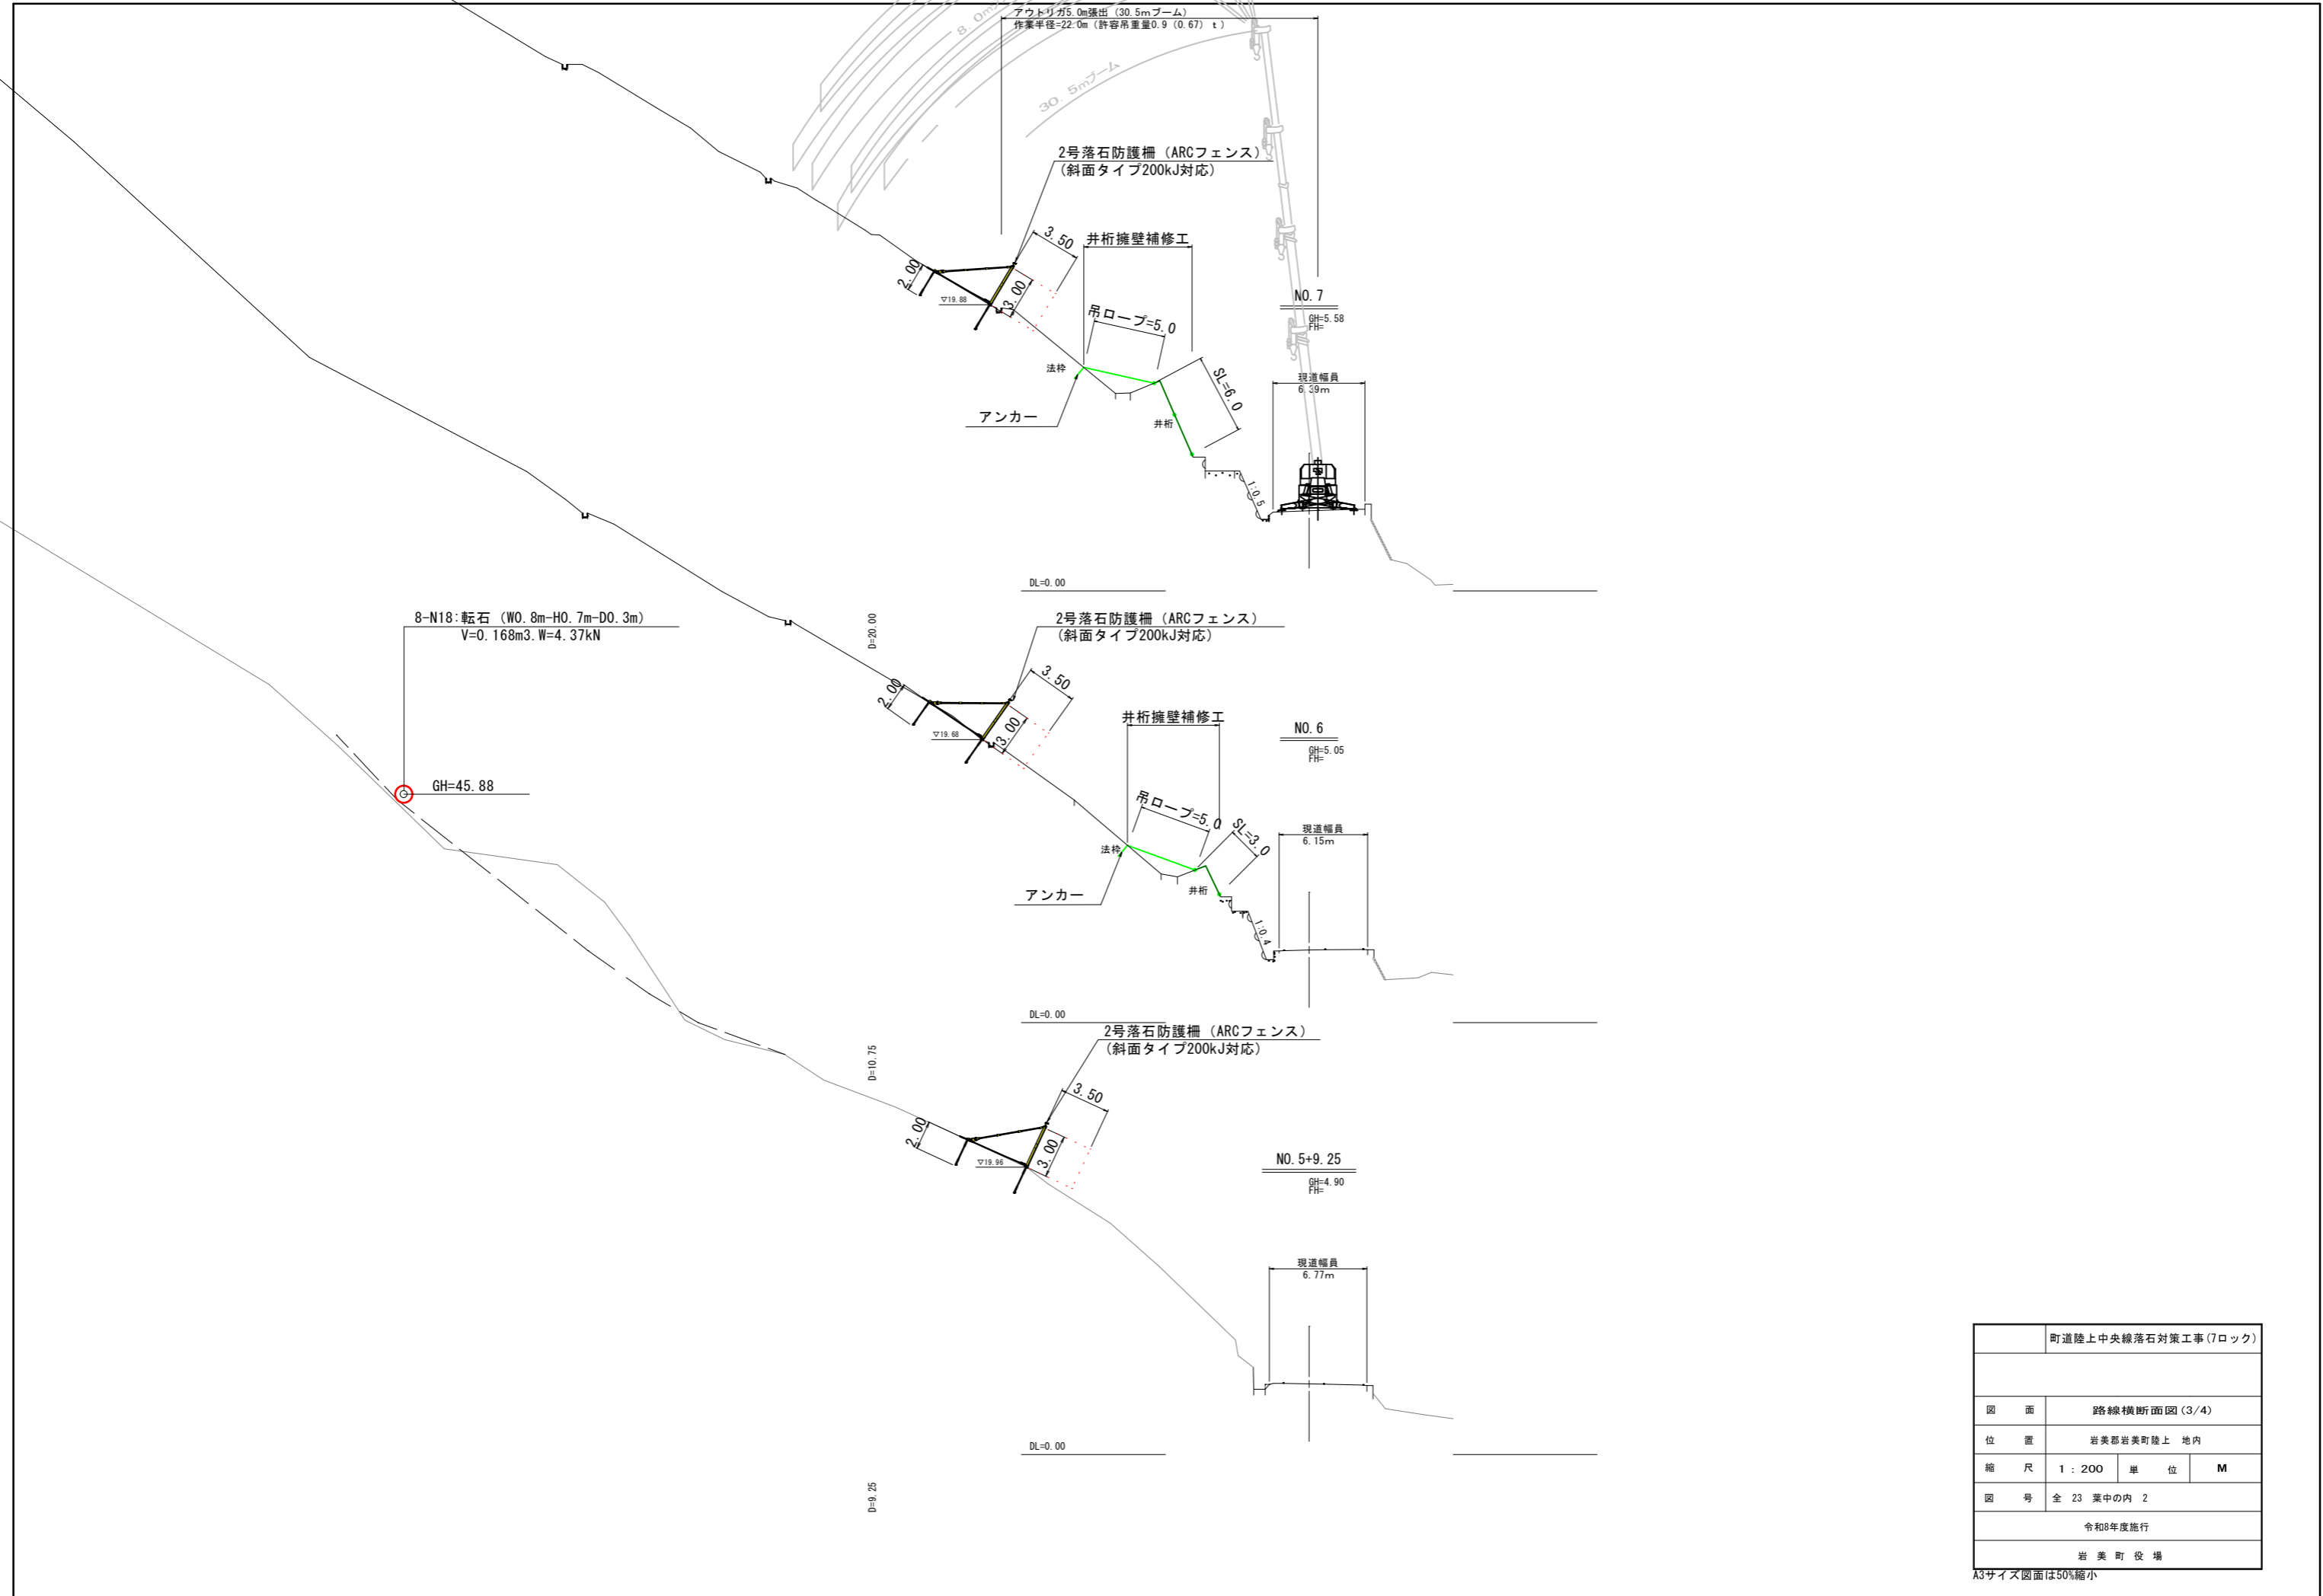 アウトリガ5.0m張出（30.5mブーム）
作業半径=22.0m（許容吊重量0.9（0.67）ｔ）
8.0m
30.5mブーム
2号落石防護柵（ARCフェンス）
（斜面タイプ200kJ対応）
3.50
2.00
3.00
▽19.88
井桁擁壁補修工
吊ロープ=5.0
法枠
アンカー
SL=6.0
井桁
1:0.5
NO.7
GH=5.58
FH=
現道幅員
6.39m
DL=0.00
D=20.00
8-N18:転石（W0.8m-H0.7m-D0.3m）
V=0.168m3.W=4.37kN
GH=45.88
2号落石防護柵（ARCフェンス）
（斜面タイプ200kJ対応）
3.50
2.00
3.00
▽19.68
井桁擁壁補修工
吊ロープ=5.0
SL=3.0
法枠
アンカー
井桁
1:0.4
NO.6
GH=5.05
FH=
現道幅員
6.15m
DL=0.00
D=10.75
2号落石防護柵（ARCフェンス）
（斜面タイプ200kJ対応）
3.50
2.00
3.00
▽19.96
NO.5+9.25
GH=4.90
FH=
現道幅員
6.77m
DL=0.00
D=9.25
町道陸上中央線落石対策工事(7ロック)
図 面 路線横断面図(3/4)
位 置 岩美郡岩美町陸上 地内
縮 尺 1 : 200 単 位 M
図 号 全 23 葉中の内 2
令和8年度施行
岩 美 町 役 場
A3サイズ図面は50%縮小